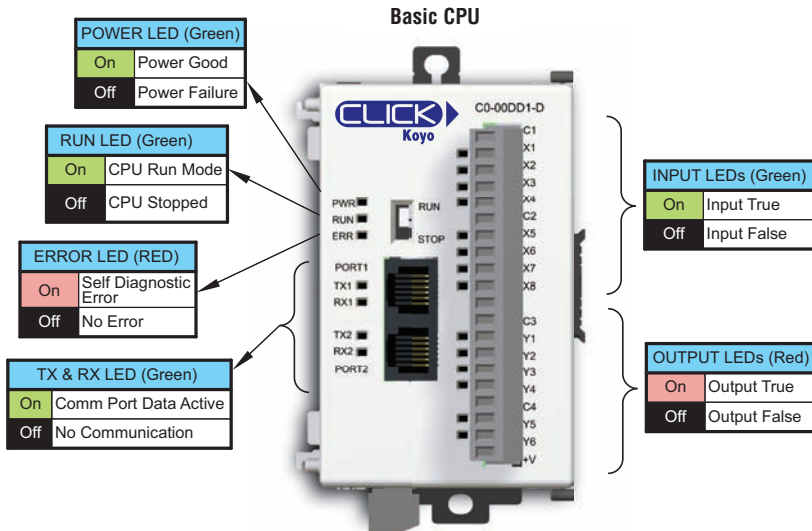 Basic CPU
POWER LED (Green)
On Power Good
Off Power Failure
RUN LED (Green)
On CPU Run Mode
Off CPU Stopped
ERROR LED (RED)
On Self Diagnostic
Error
Off No Error
TX & RX LED (Green)
On Comm Port Data Active
Off No Communication
CLICK
Koyo
C0-00DD1-D
PWR
RUN
ERR
RUN
STOP
PORT1
TX1
RX1
TX2
RX2
PORT2
C1
X1
X2
X3
X4
C2
X5
X6
X7
X8
C3
Y1
Y2
Y3
Y4
C4
Y5
Y6
+V
INPUT LEDs (Green)
On Input True
Off Input False
OUTPUT LEDs (Red)
On Output True
Off Output False